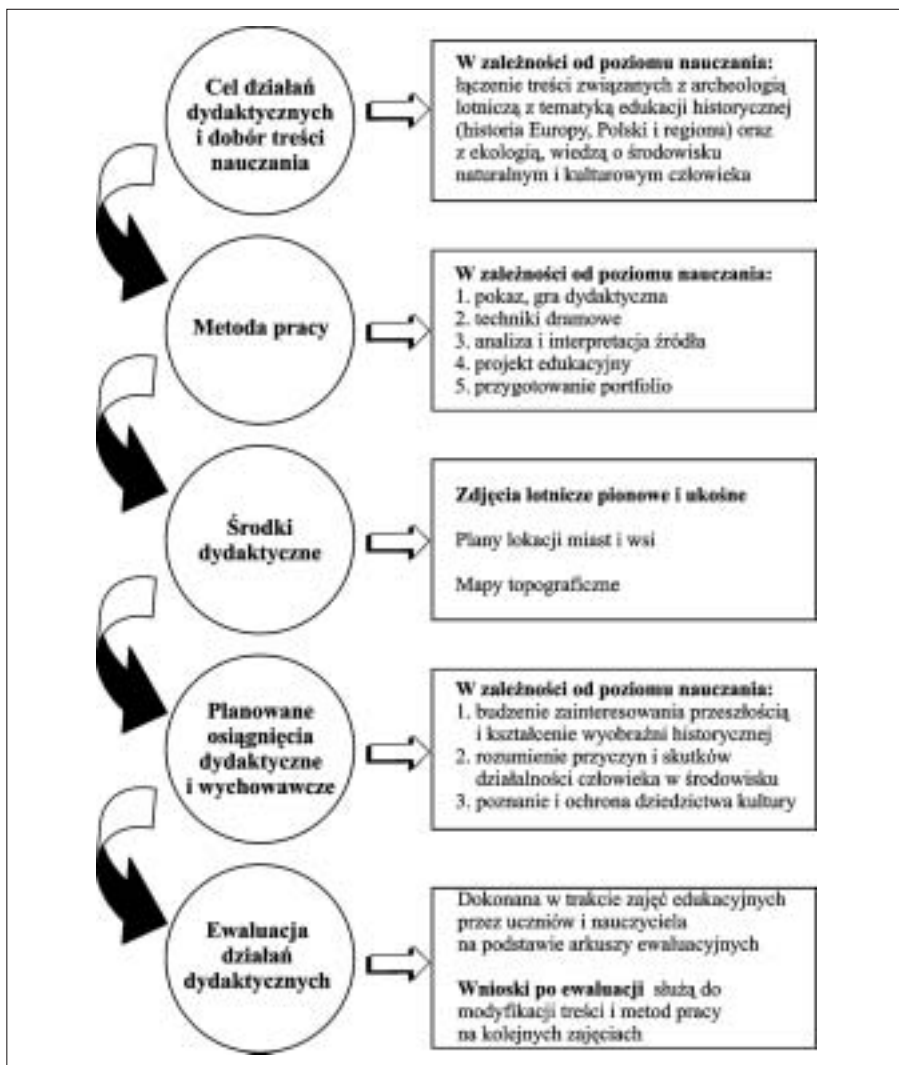 Cel działań
dydaktycznych
i dobór treści
nauczania
W zależności od poziomu nauczania:
łączenie treści związanych z archeologią
lotniczą z tematyką edukacji historycznej
(historia Europy, Polski i regionu) oraz
z ekologią, wiedzą o środowisku
naturalnym i kulturowym człowieka
Metoda pracy
W zależności od poziomu nauczania:
1. pokaz, gra dydaktyczna
2. techniki dramowe
3. analiza i interpretacja źródła
4. projekt edukacyjny
5. przygotowanie portfolio
Środki
dydaktyczne
Zdjęcia lotnicze pionowe i ukośne
Plany lokacji miast i wsi
Mapy topograficzne
Planowane
osiągnięcia
dydaktyczne
i wychowawcze
W zależności od poziomu nauczania:
1. budzenie zainteresowania przeszłością
i kształcenie wyobraźni historycznej
2. rozumienie przyczyn i skutków
działalności człowieka w środowisku
3. poznanie i ochrona dziedzictwa kultury
Ewaluacja
działań
dydaktycznych
Dokonana w trakcie zajęć edukacyjnych
przez uczniów i nauczyciela
na podstawie arkuszy ewaluacyjnych
Wnioski po ewaluacji służą do
modyfikacji treści i metod pracy
na kolejnych zajęciach